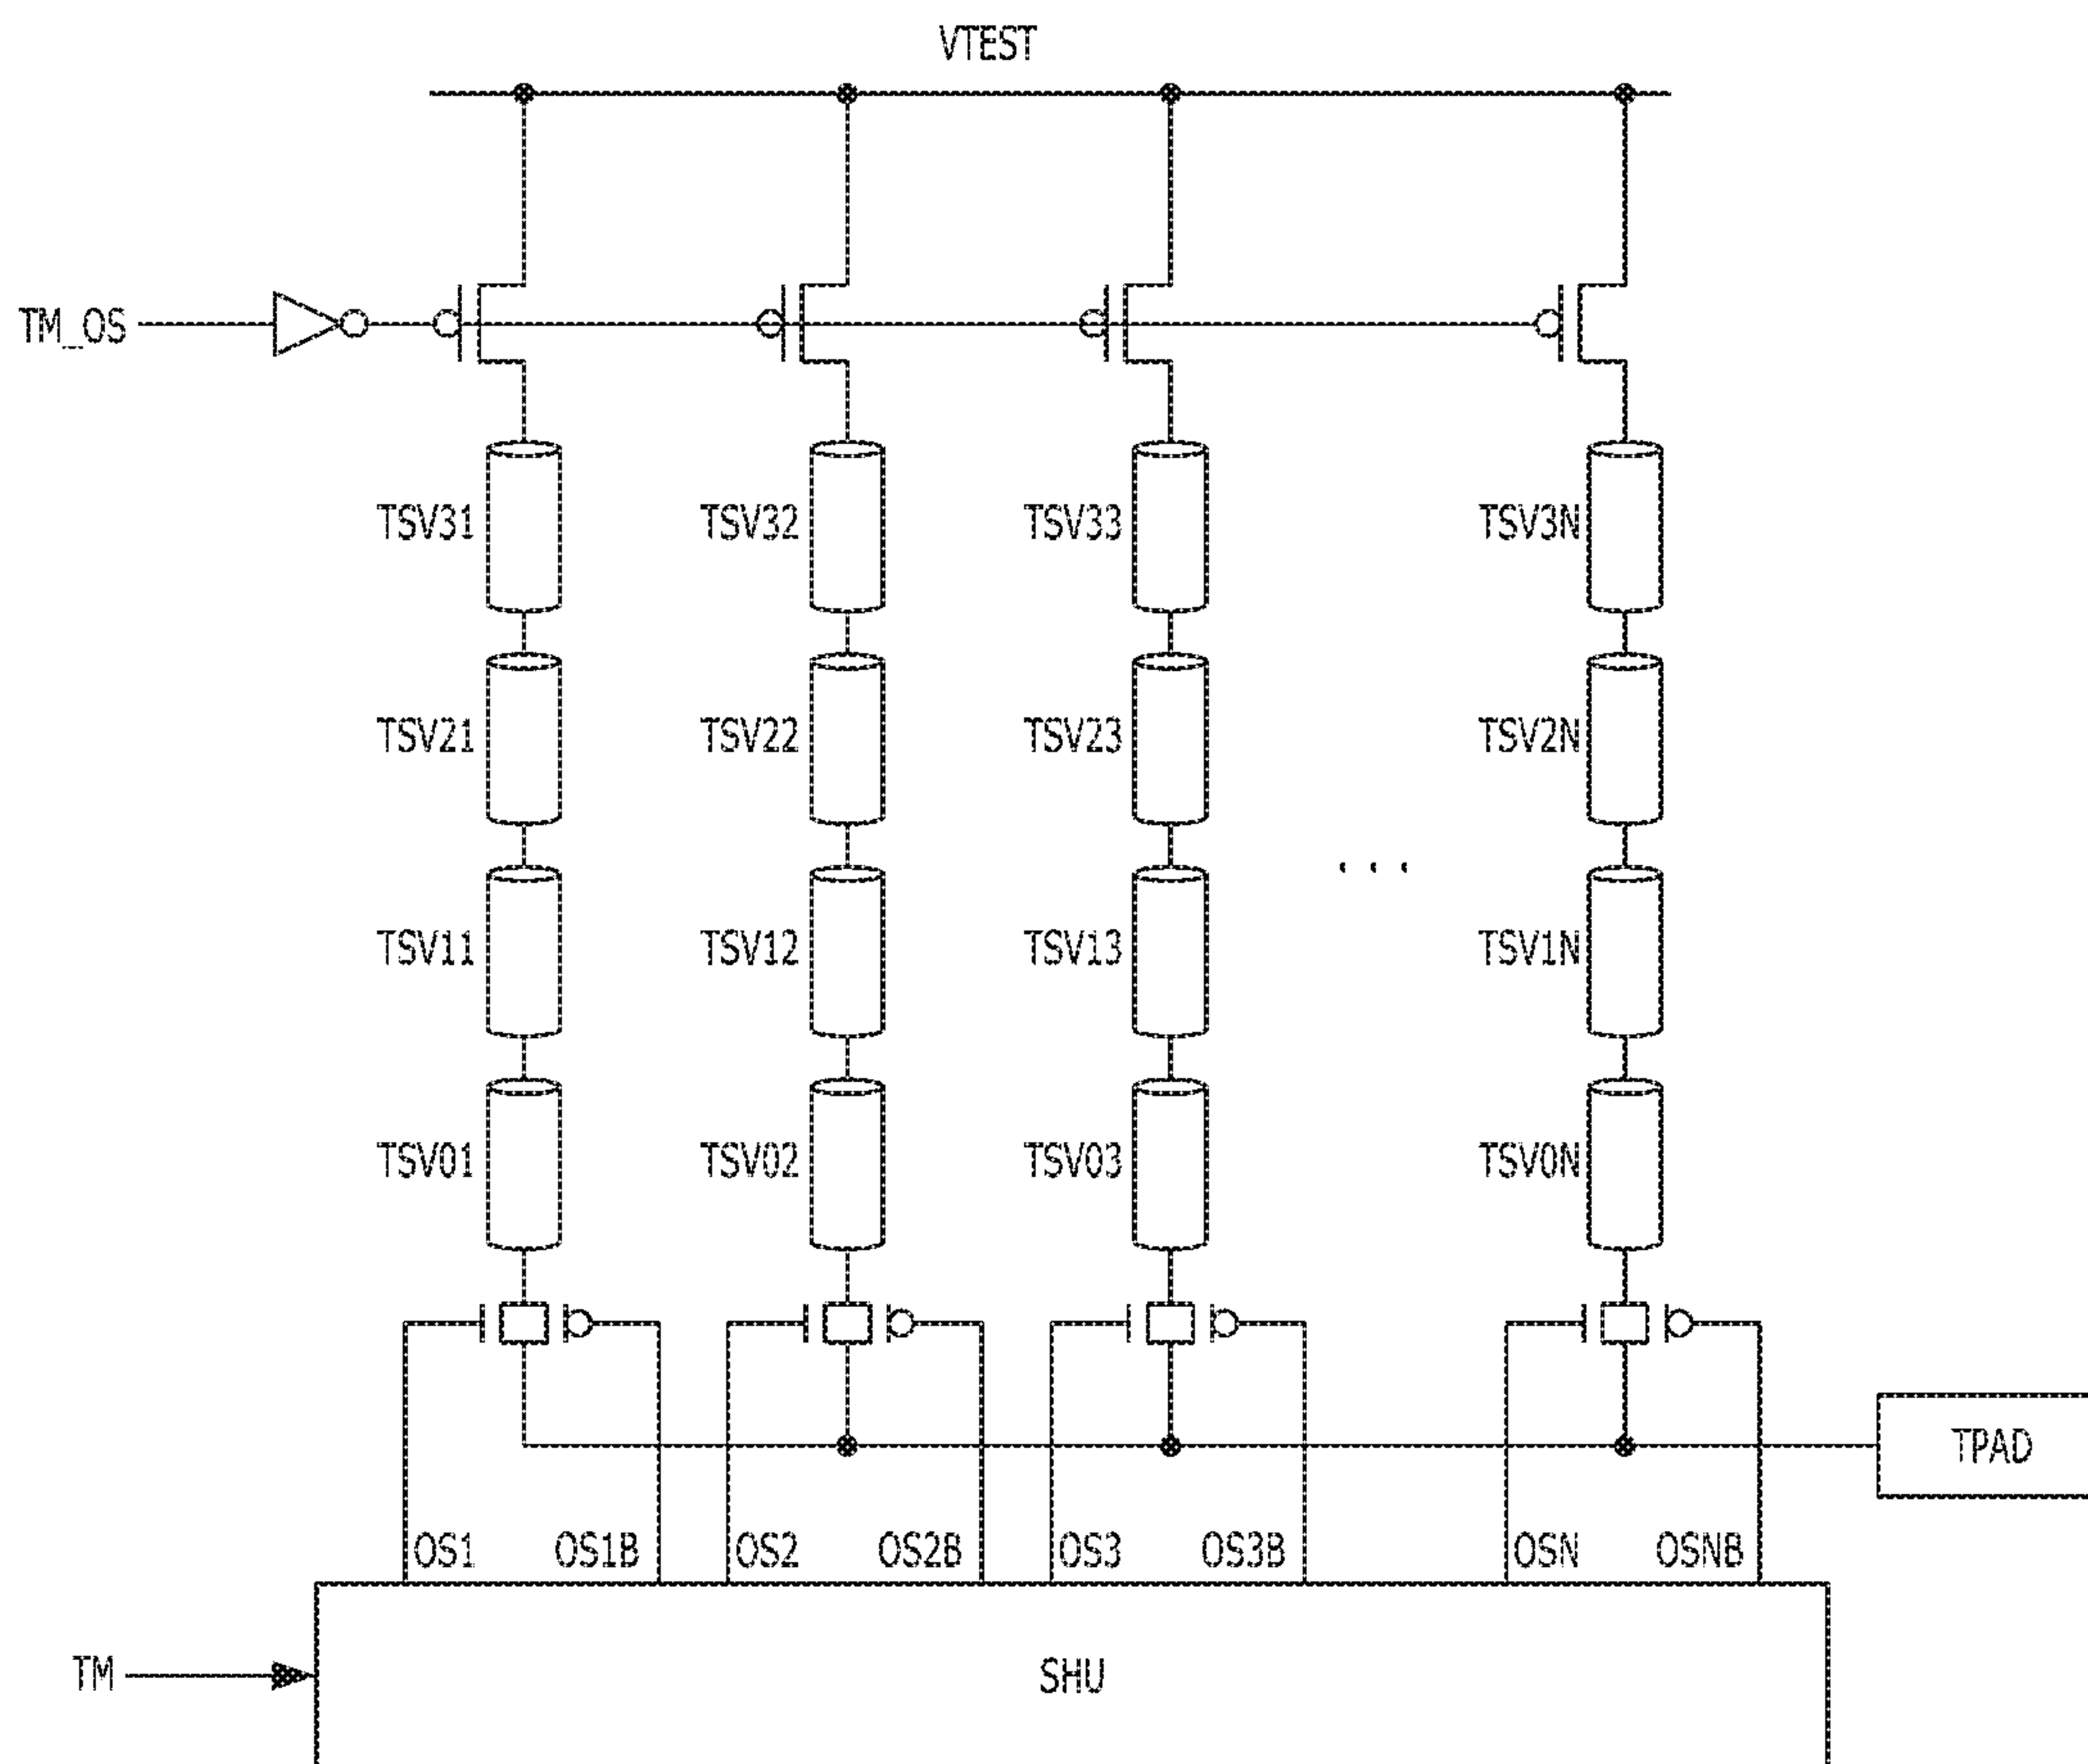 VTEST
TM_OS
TSV31 TSV32 TSV33 TSV3N
TSV21 TSV22 TSV23 TSV2N
. . .
TSV11 TSV12 TSV13 TSV1N
TSV01 TSV02 TSV03 TSV0N
TPAD
OS1 OS1B OS2 OS2B OS3 OS3B OSN OSNB
TM SHU